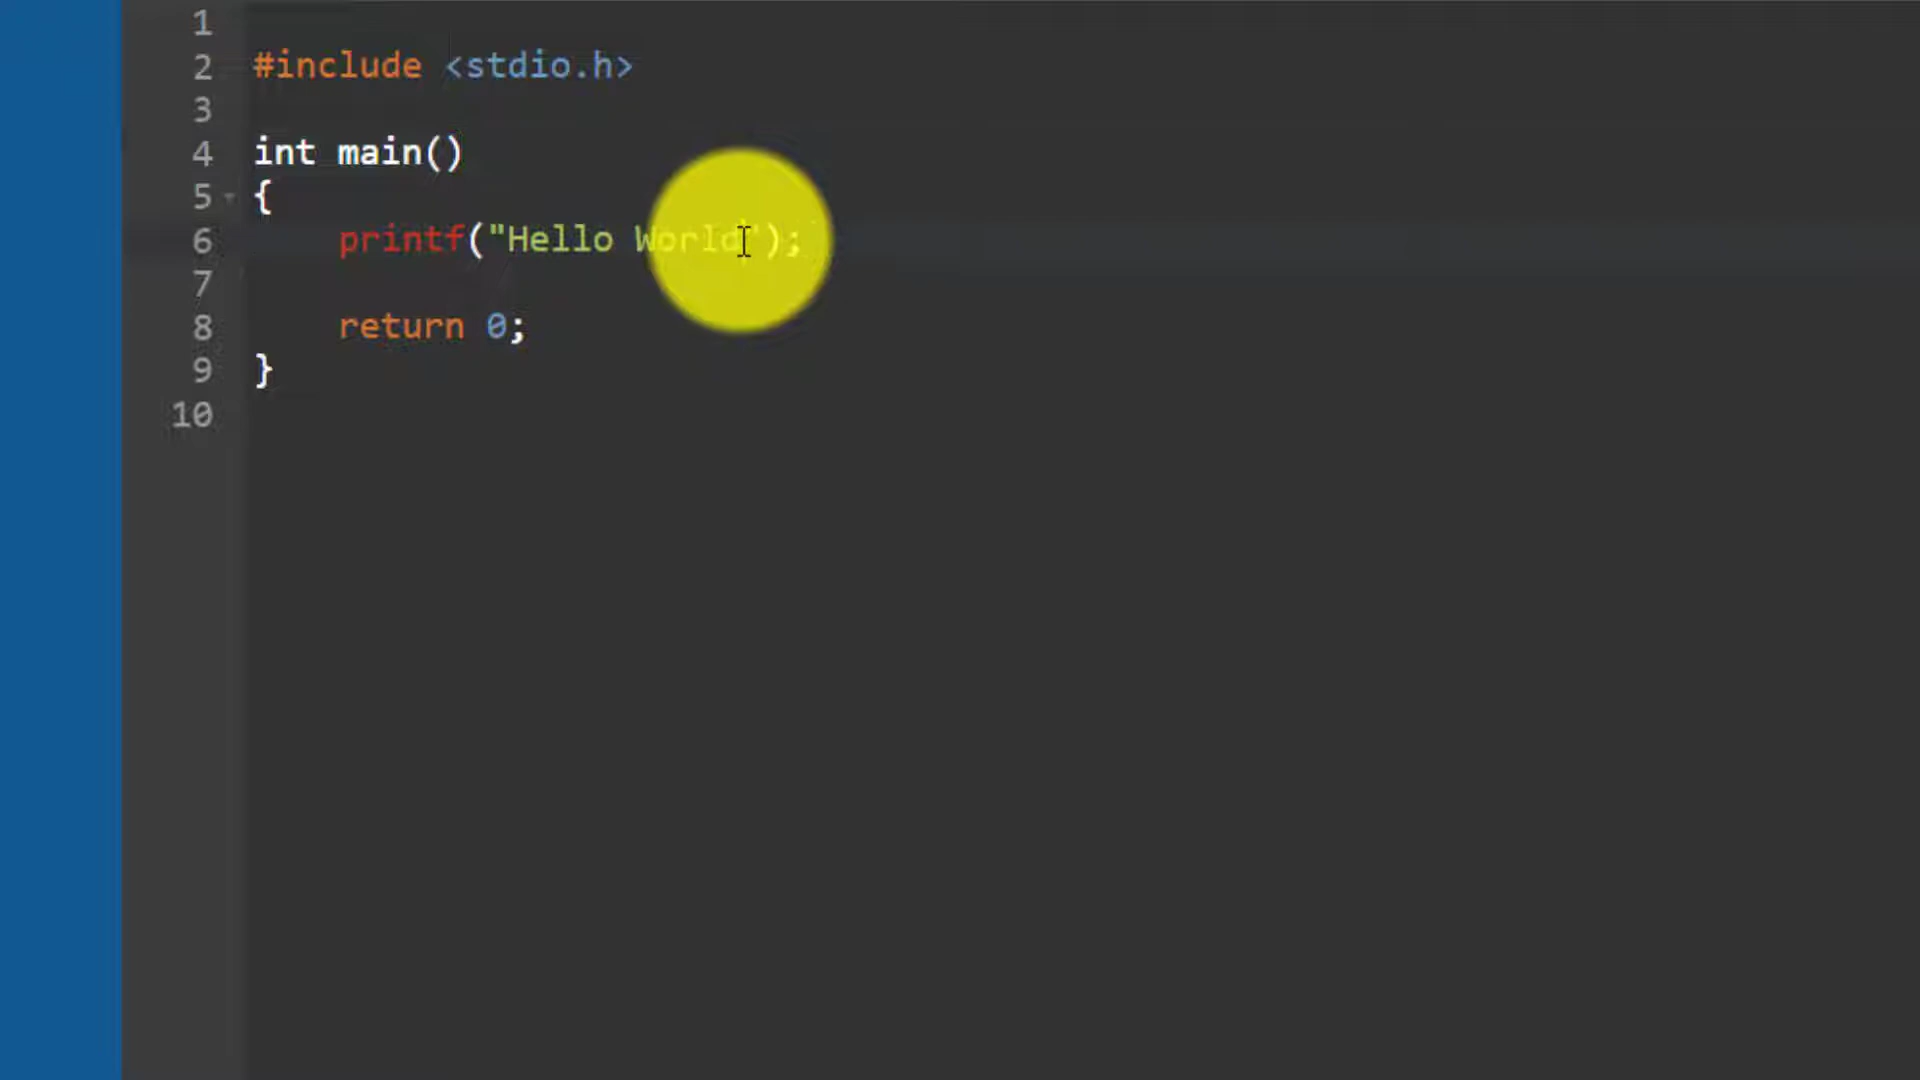 1
2 #include <stdio.h>
3
4 int main()
5 {
6 printf("Hello World");
7
8 return 0;
9 }
10